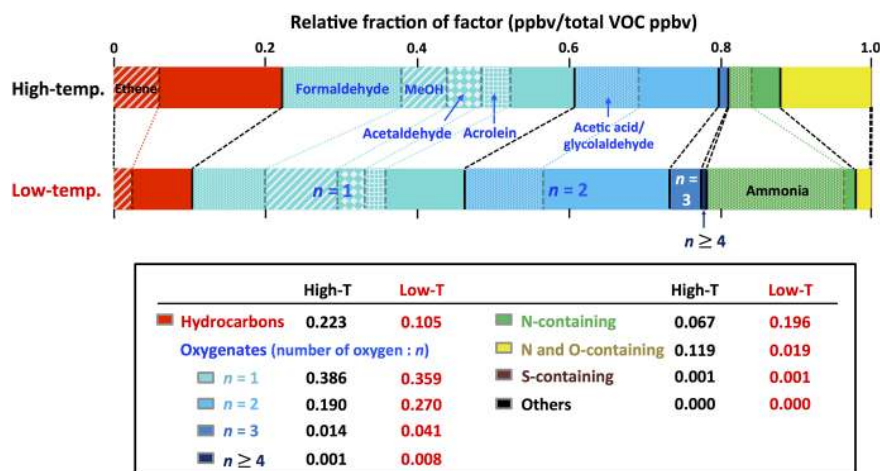 Relative fraction of factor (ppbv/total VOC ppbv)
0 0.2 0.4 0.6 0.8 1.0
High-temp.
Ethene
Formaldehyde
MeOH
Acetaldehyde
Acrolein
Acetic acid/
glycolaldehyde
Low-temp.
n = 1
n = 2
n =
3
Ammonia
n ≥ 4
High-T Low-T
Hydrocarbons 0.223 0.105
Oxygenates (number of oxygen : n)
n = 1 0.386 0.359
n = 2 0.190 0.270
n = 3 0.014 0.041
n ≥ 4 0.001 0.008
High-T Low-T
N-containing 0.067 0.196
N and O-containing 0.119 0.019
S-containing 0.001 0.001
Others 0.000 0.000